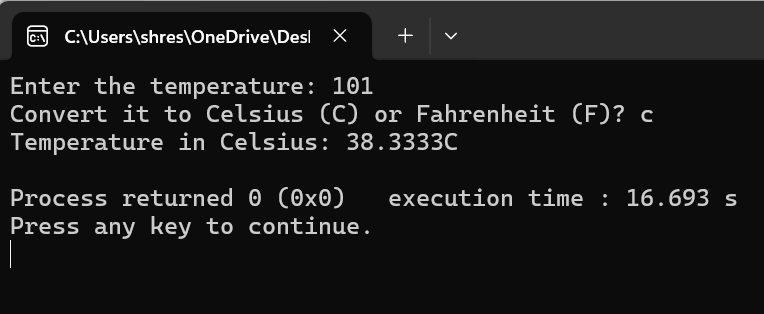 C:\Users\shres\OneDrive\Desl
Enter the temperature: 101
Convert it to Celsius (C) or Fahrenheit (F)? c
Temperature in Celsius: 38.3333C
Process returned 0 (0x0)   execution time : 16.693 s
Press any key to continue.